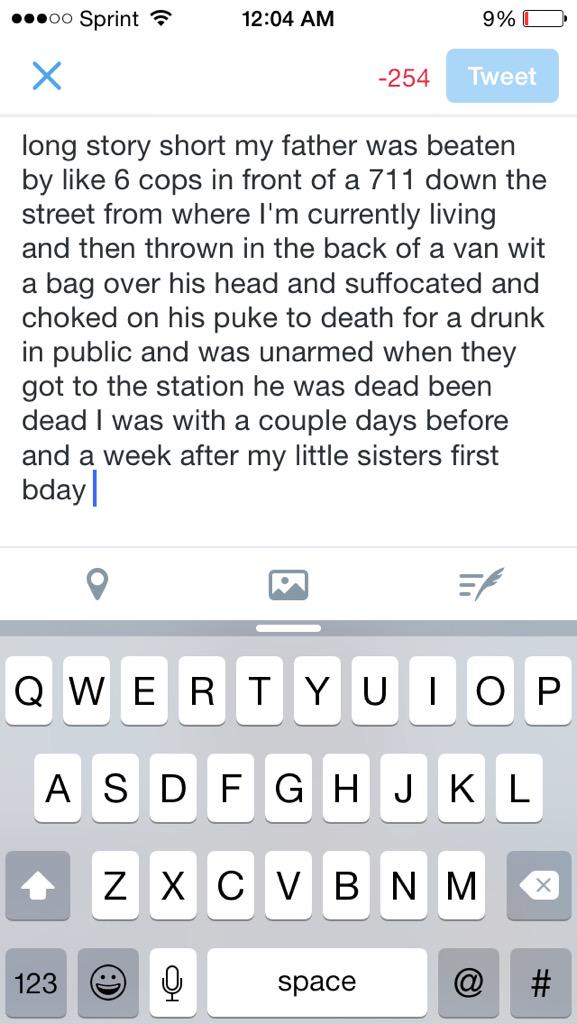 Sprint 12:04 AM 9%
-254 Tweet
long story short my father was beaten
by like 6 cops in front of a 711 down the
street from where I'm currently living
and then thrown in the back of a van wit
a bag over his head and suffocated and
choked on his puke to death for a drunk
in public and was unarmed when they
got to the station he was dead been
dead I was with a couple days before
and a week after my little sisters first
bday
Q W E R T Y U I O P
A S D F G H J K L
Z X C V B N M
123 space @ #